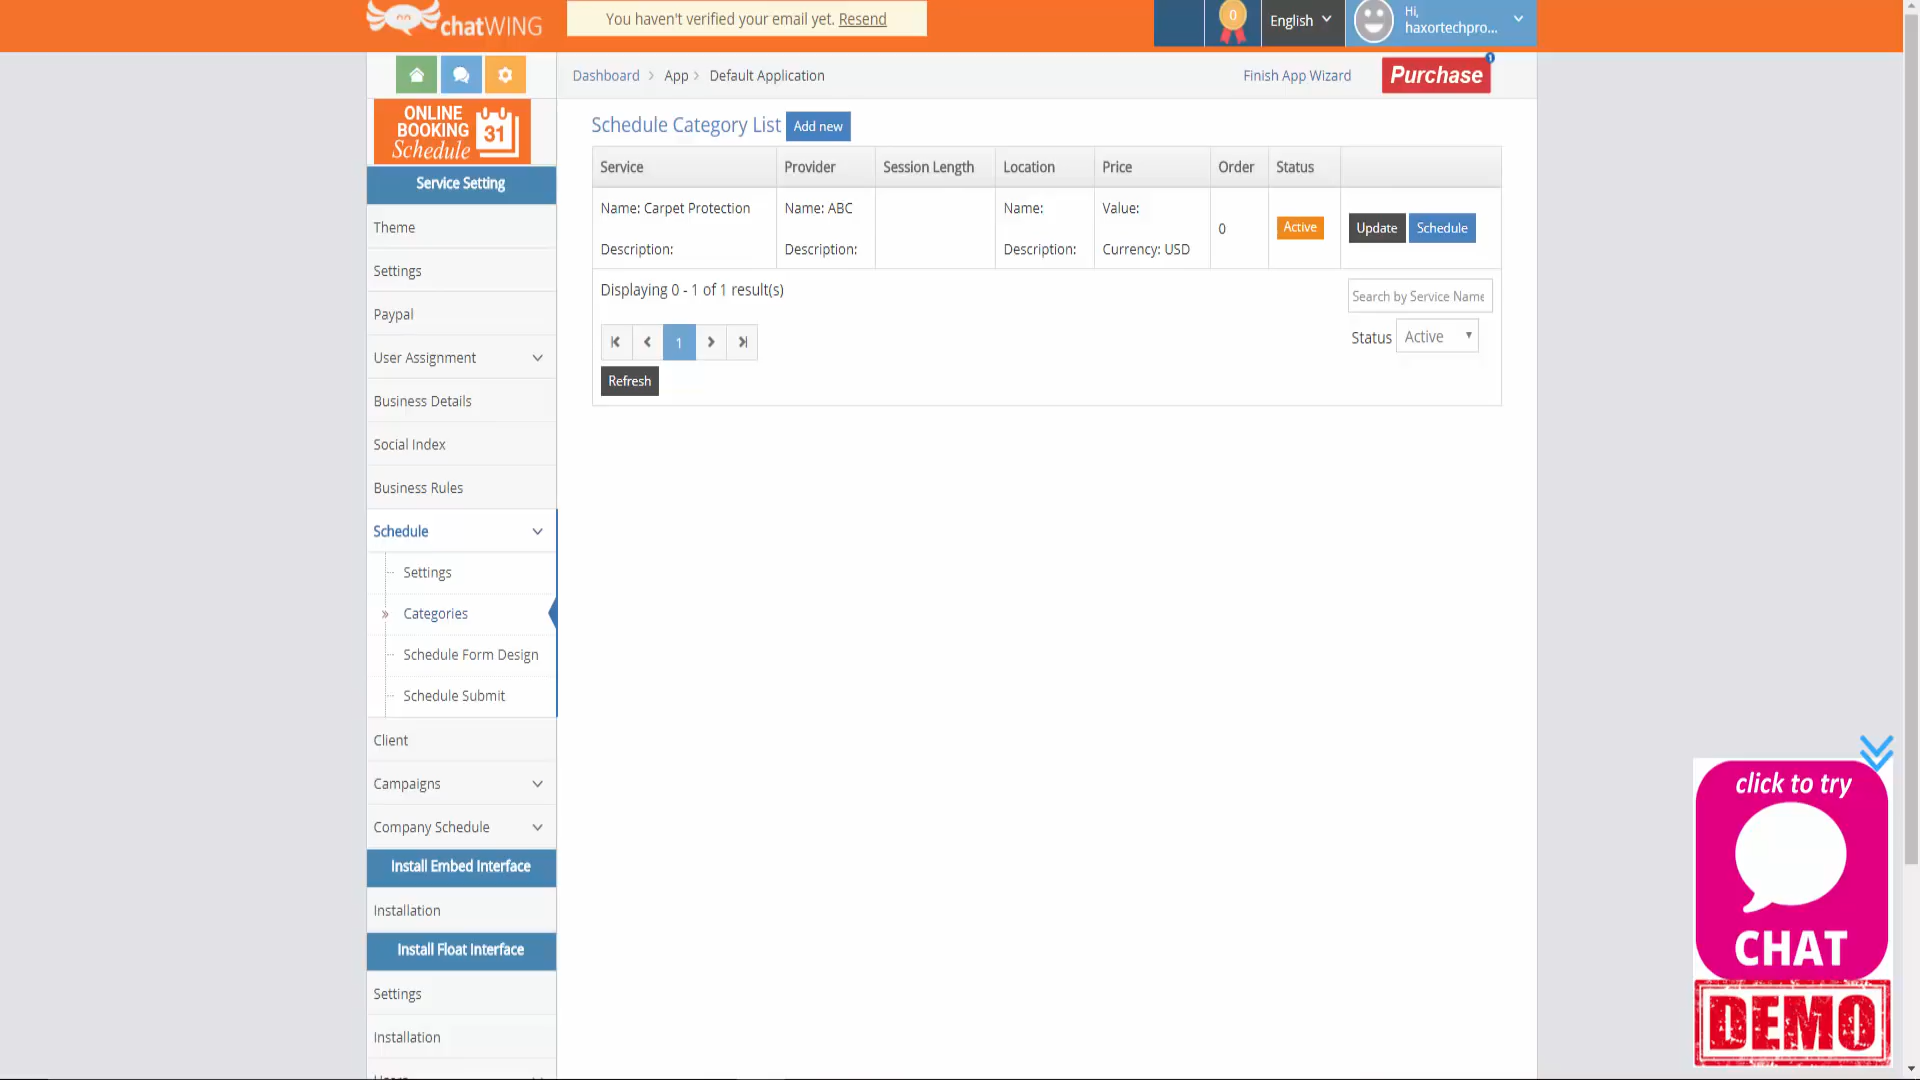 chatWING
You haven't verified your email yet. Resend
0
English
Hi,
haxortechpro...
Dashboard
App
Default Application
Finish App Wizard
Purchase
ONLINE
BOOKING
Schedule
31
Service Setting
Theme
Settings
Paypal
User Assignment
Business Details
Social Index
Business Rules
Schedule
Settings
Categories
Schedule Form Design
Schedule Submit
Client
Campaigns
Company Schedule
Install Embed Interface
Installation
Install Float Interface
Settings
Installation
Schedule Category List
Add new
Service Provider Session Length Location Price Order Status
Name: Carpet Protection
Description:
Name: ABC
Description:
Name:
Description:
Value:
Currency: USD
0
Active
Update
Schedule
Displaying 0 - 1 of 1 result(s)
1
Refresh
Search by Service Name
Status Active
click to try
CHAT
DEMO